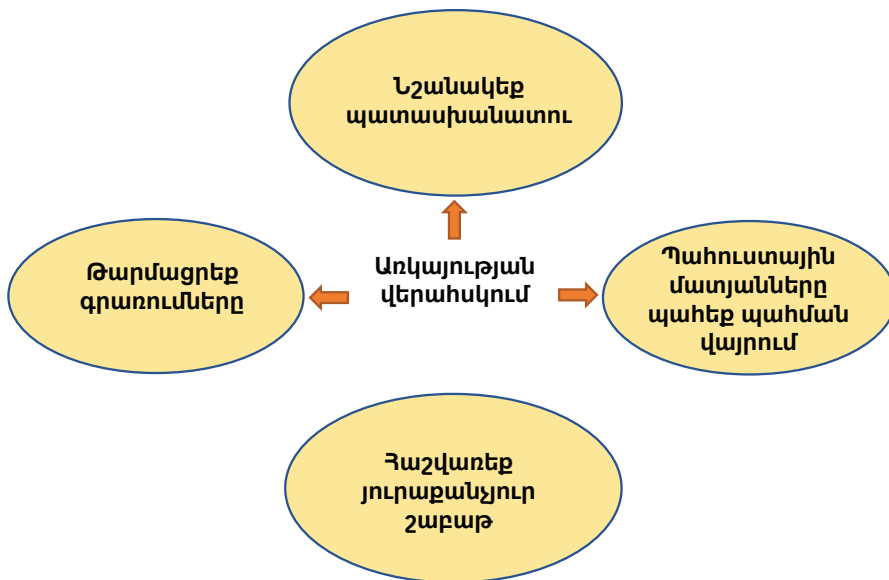 Նշանակեք
պատասխանատու
Թարմացրեք
գրառումները
Առկայության
վերահսկում
Պահուստային
մատյանները
պահեք պահման
վայրում
Հաշվառեք
յուրաքանչյուր
շաբաթ